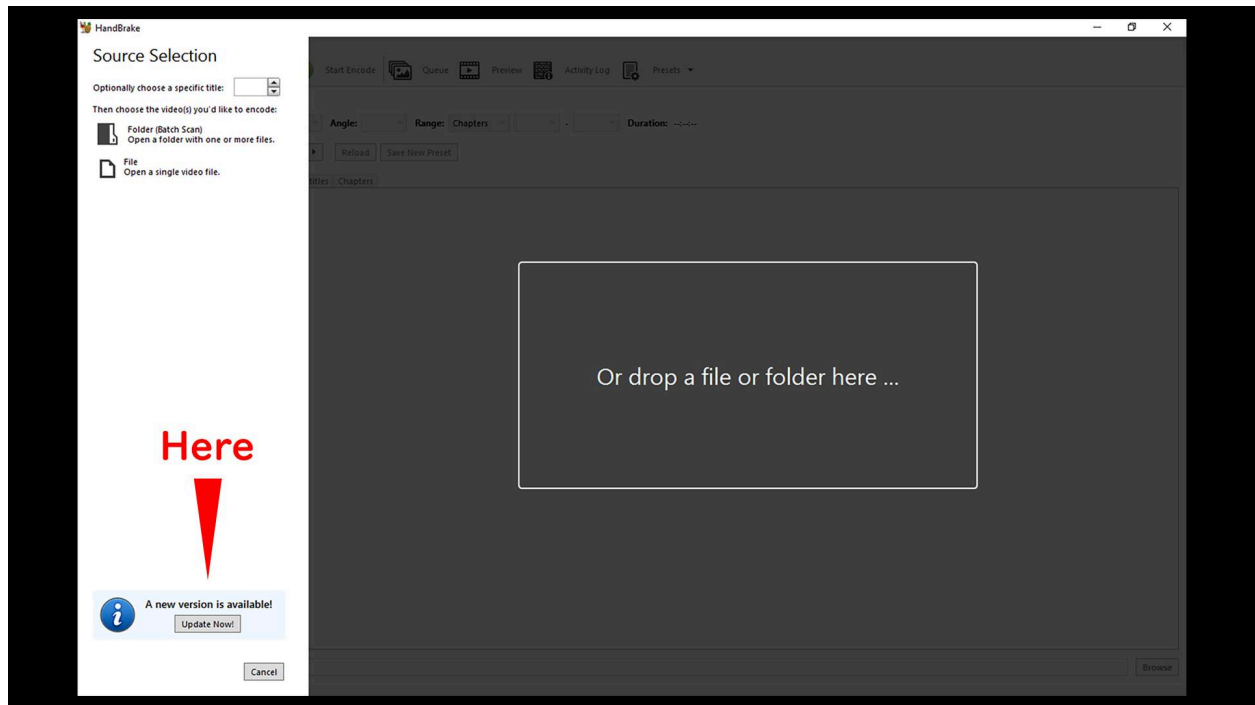 HandBrake
Source Selection
Optionally choose a specific title:
Then choose the video(s) you'd like to encode:
Folder (Batch Scan)
Open a folder with one or more files.
File
Open a single video file.
Start Encode
Queue
Preview
Activity Log
Presets
Angle:
Range: Chapters
-
Duration: --:--:--
Reload
Save New Preset
titles
Chapters
Or drop a file or folder here ...
Here
A new version is available!
Update Now!
Cancel
Browse